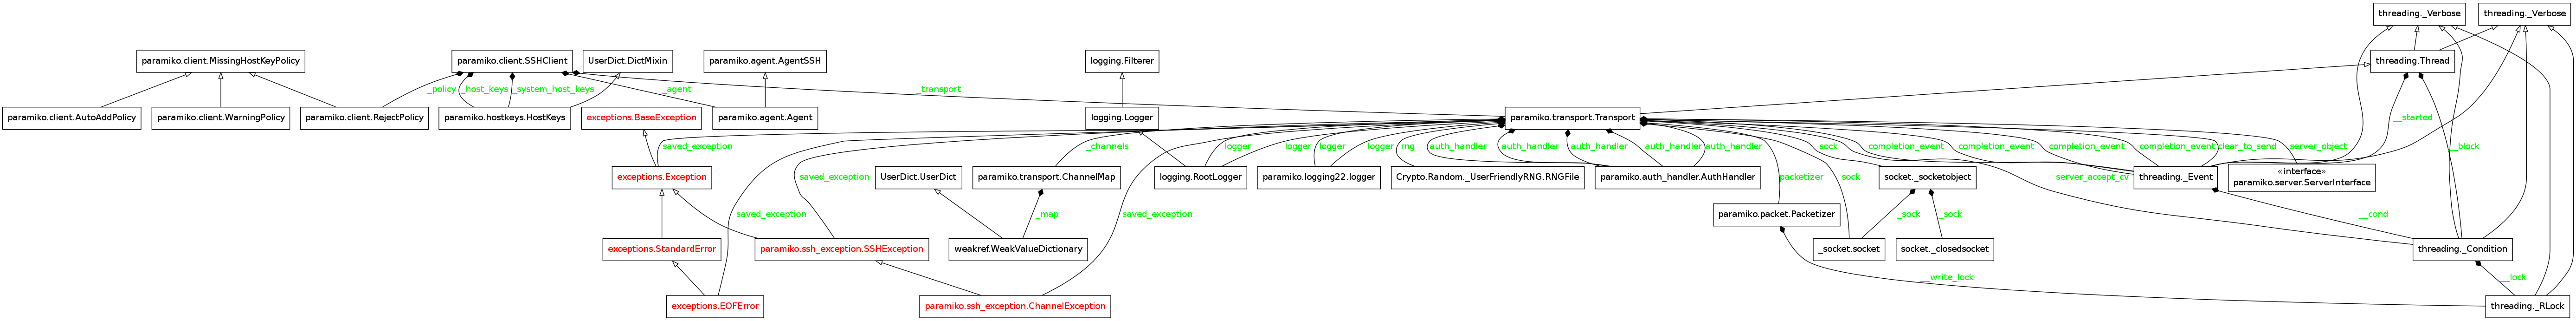 threading._Verbose
threading._Verbose
paramiko.client.MissingHostKeyPolicy
paramiko.client.SSHClient
UserDict.DictMixin
paramiko.agent.AgentSSH
logging.Filterer
threading.Thread
_policy
_host_keys
_system_host_keys
_agent
_transport
paramiko.client.AutoAddPolicy
paramiko.client.WarningPolicy
paramiko.client.RejectPolicy
paramiko.hostkeys.HostKeys
exceptions.BaseException
paramiko.agent.Agent
logging.Logger
paramiko.transport.Transport
__started
saved_exception
_channels
logger
logger
logger
logger
rng
auth_handler
auth_handler
auth_handler
auth_handler
auth_handler
sock
completion_event
completion_event
completion_event
completion_event
clear_to_send
server_object
__block
exceptions.Exception
saved_exception
UserDict.UserDict
paramiko.transport.ChannelMap
logging.RootLogger
paramiko.logging22.logger
Crypto.Random._UserFriendlyRNG.RNGFile
paramiko.auth_handler.AuthHandler
packetizer
sock
socket._socketobject
server_accept_cv
threading._Event
«interface»
paramiko.server.ServerInterface
saved_exception
_map
saved_exception
paramiko.packet.Packetizer
_sock
_sock
__cond
exceptions.StandardError
paramiko.ssh_exception.SSHException
weakref.WeakValueDictionary
_socket.socket
socket._closedsocket
threading._Condition
__write_lock
__lock
exceptions.EOFError
paramiko.ssh_exception.ChannelException
threading._RLock